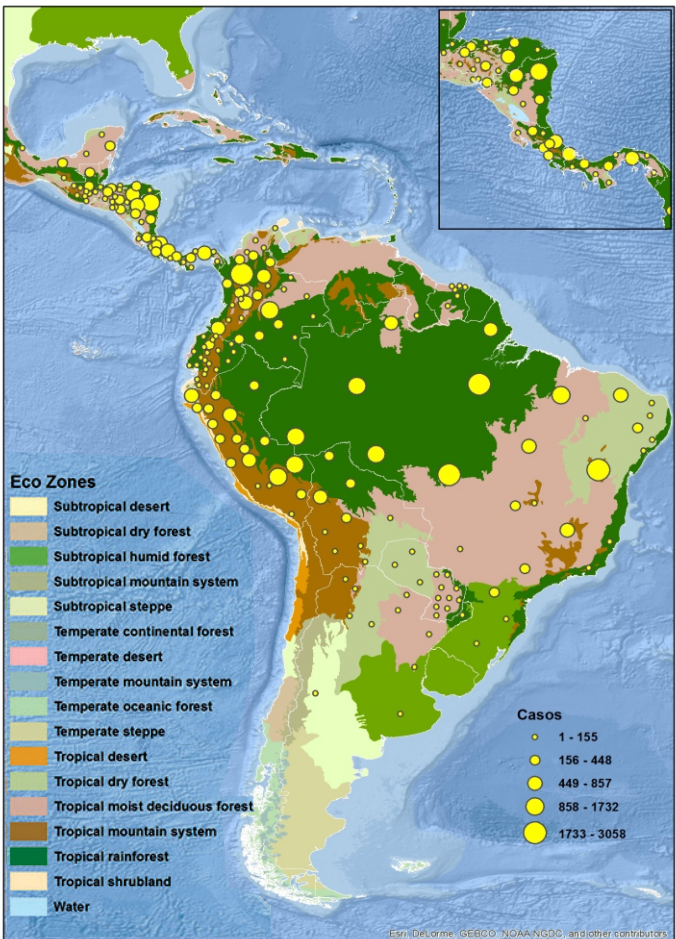 Eco Zones
Subtropical desert
Subtropical dry forest
Subtropical humid forest
Subtropical mountain system
Subtropical steppe
Temperate continental forest
Temperate desert
Temperate mountain system
Temperate oceanic forest
Temperate steppe
Tropical desert
Tropical dry forest
Tropical moist deciduous forest
Tropical mountain system
Tropical rainforest
Tropical shrubland
Water
Casos
1 - 155
156 - 448
449 - 857
858 - 1732
1733 - 3058
Esri, DeLorme, GEBCO, NOAA NGDC, and other contributors